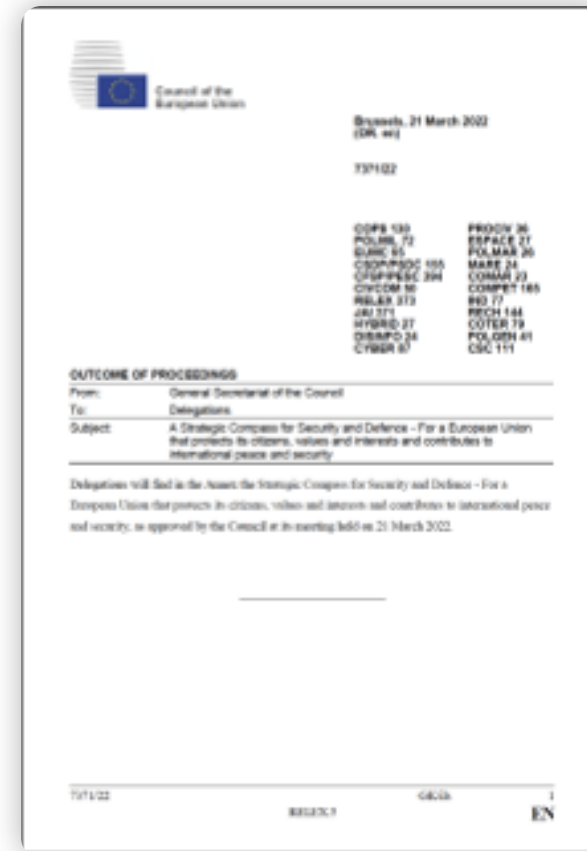 Council of the
European Union
Brussels, 21 March 2022
(OR. en)
7371/22
COPS 130
POLMIL 72
EUMC 95
CSDP/PSDC 155
CFSP/PESC 394
CIVCOM 50
RELEX 373
JAI 371
HYBRID 27
DISINFO 24
CYBER 87
PROCIV 36
ESPACE 27
POLMAR 26
MARE 24
COMAR 23
COMPET 165
IND 77
RECH 144
COTER 79
POLGEN 41
CSC 111
OUTCOME OF PROCEEDINGS
From: General Secretariat of the Council
To: Delegations
Subject: A Strategic Compass for Security and Defence - For a European Union
that protects its citizens, values and interests and contributes to
international peace and security
Delegations will find in the Annex the Strategic Compass for Security and Defence - For a
European Union that protects its citizens, values and interests and contributes to international peace
and security, as approved by the Council at its meeting held on 21 March 2022.
7371/22 1
EN